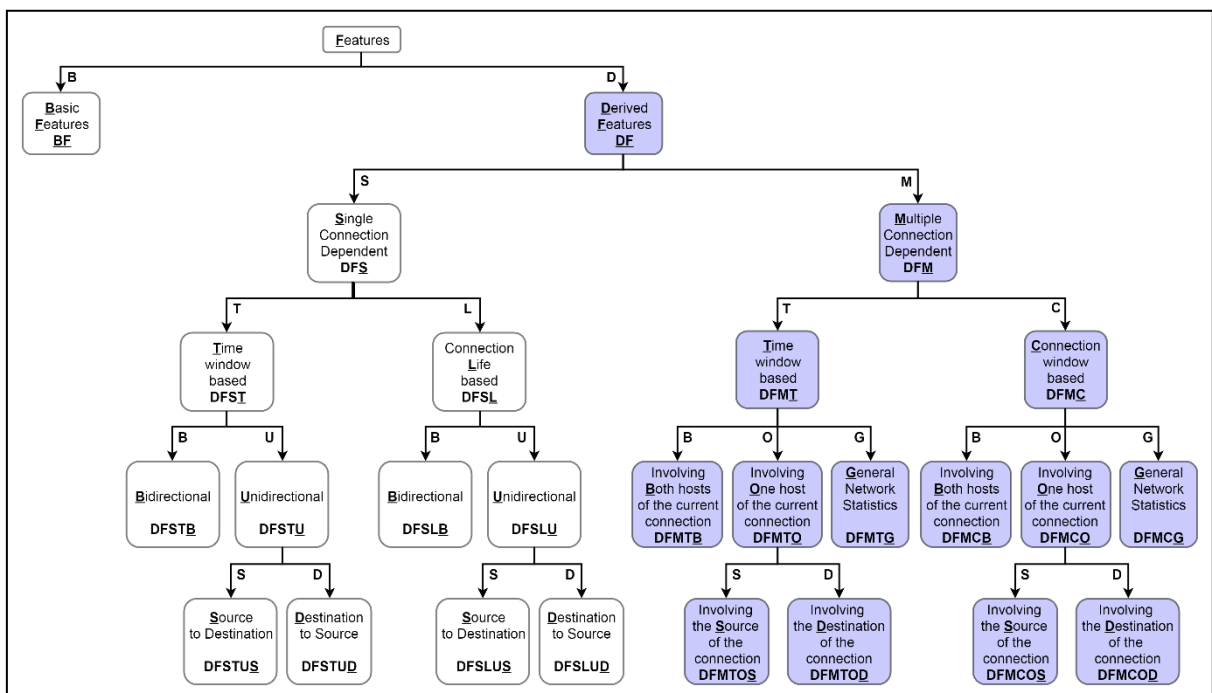 Features
B
D
Basic
Features
BF
Derived
Features
DF
S
M
Single
Connection
Dependent
DFS
Multiple
Connection
Dependent
DFM
T
L
T
C
Time
window
based
DFST
Connection
Life
based
DFSL
Time
window
based
DFMT
Connection
window
based
DFMC
B
U
B
U
B
O
G
B
O
G
Bidirectional
DFSTB
Unidirectional
DFSTU
Bidirectional
DFSLB
Unidirectional
DFSLU
Involving
Both hosts
of the current
connection
DFMTB
Involving
One host
of the current
connection
DFMTO
General
Network
Statistics
DFMTG
Involving
Both hosts
of the current
connection
DFMCB
Involving
One host
of the current
connection
DFMCO
General
Network
Statistics
DFMCG
S
D
S
D
S
D
S
D
Source
to Destination
DFSTUS
Destination
to Source
DFSTUD
Source
to Destination
DFSLUS
Destination
to Source
DFSLUD
Involving
the Source
of the
connection
DFMTOS
Involving
the Destination
of the
connection
DFMTOD
Involving
the Source
of the
connection
DFMCOS
Involving
the Destination
of the
connection
DFMCOD